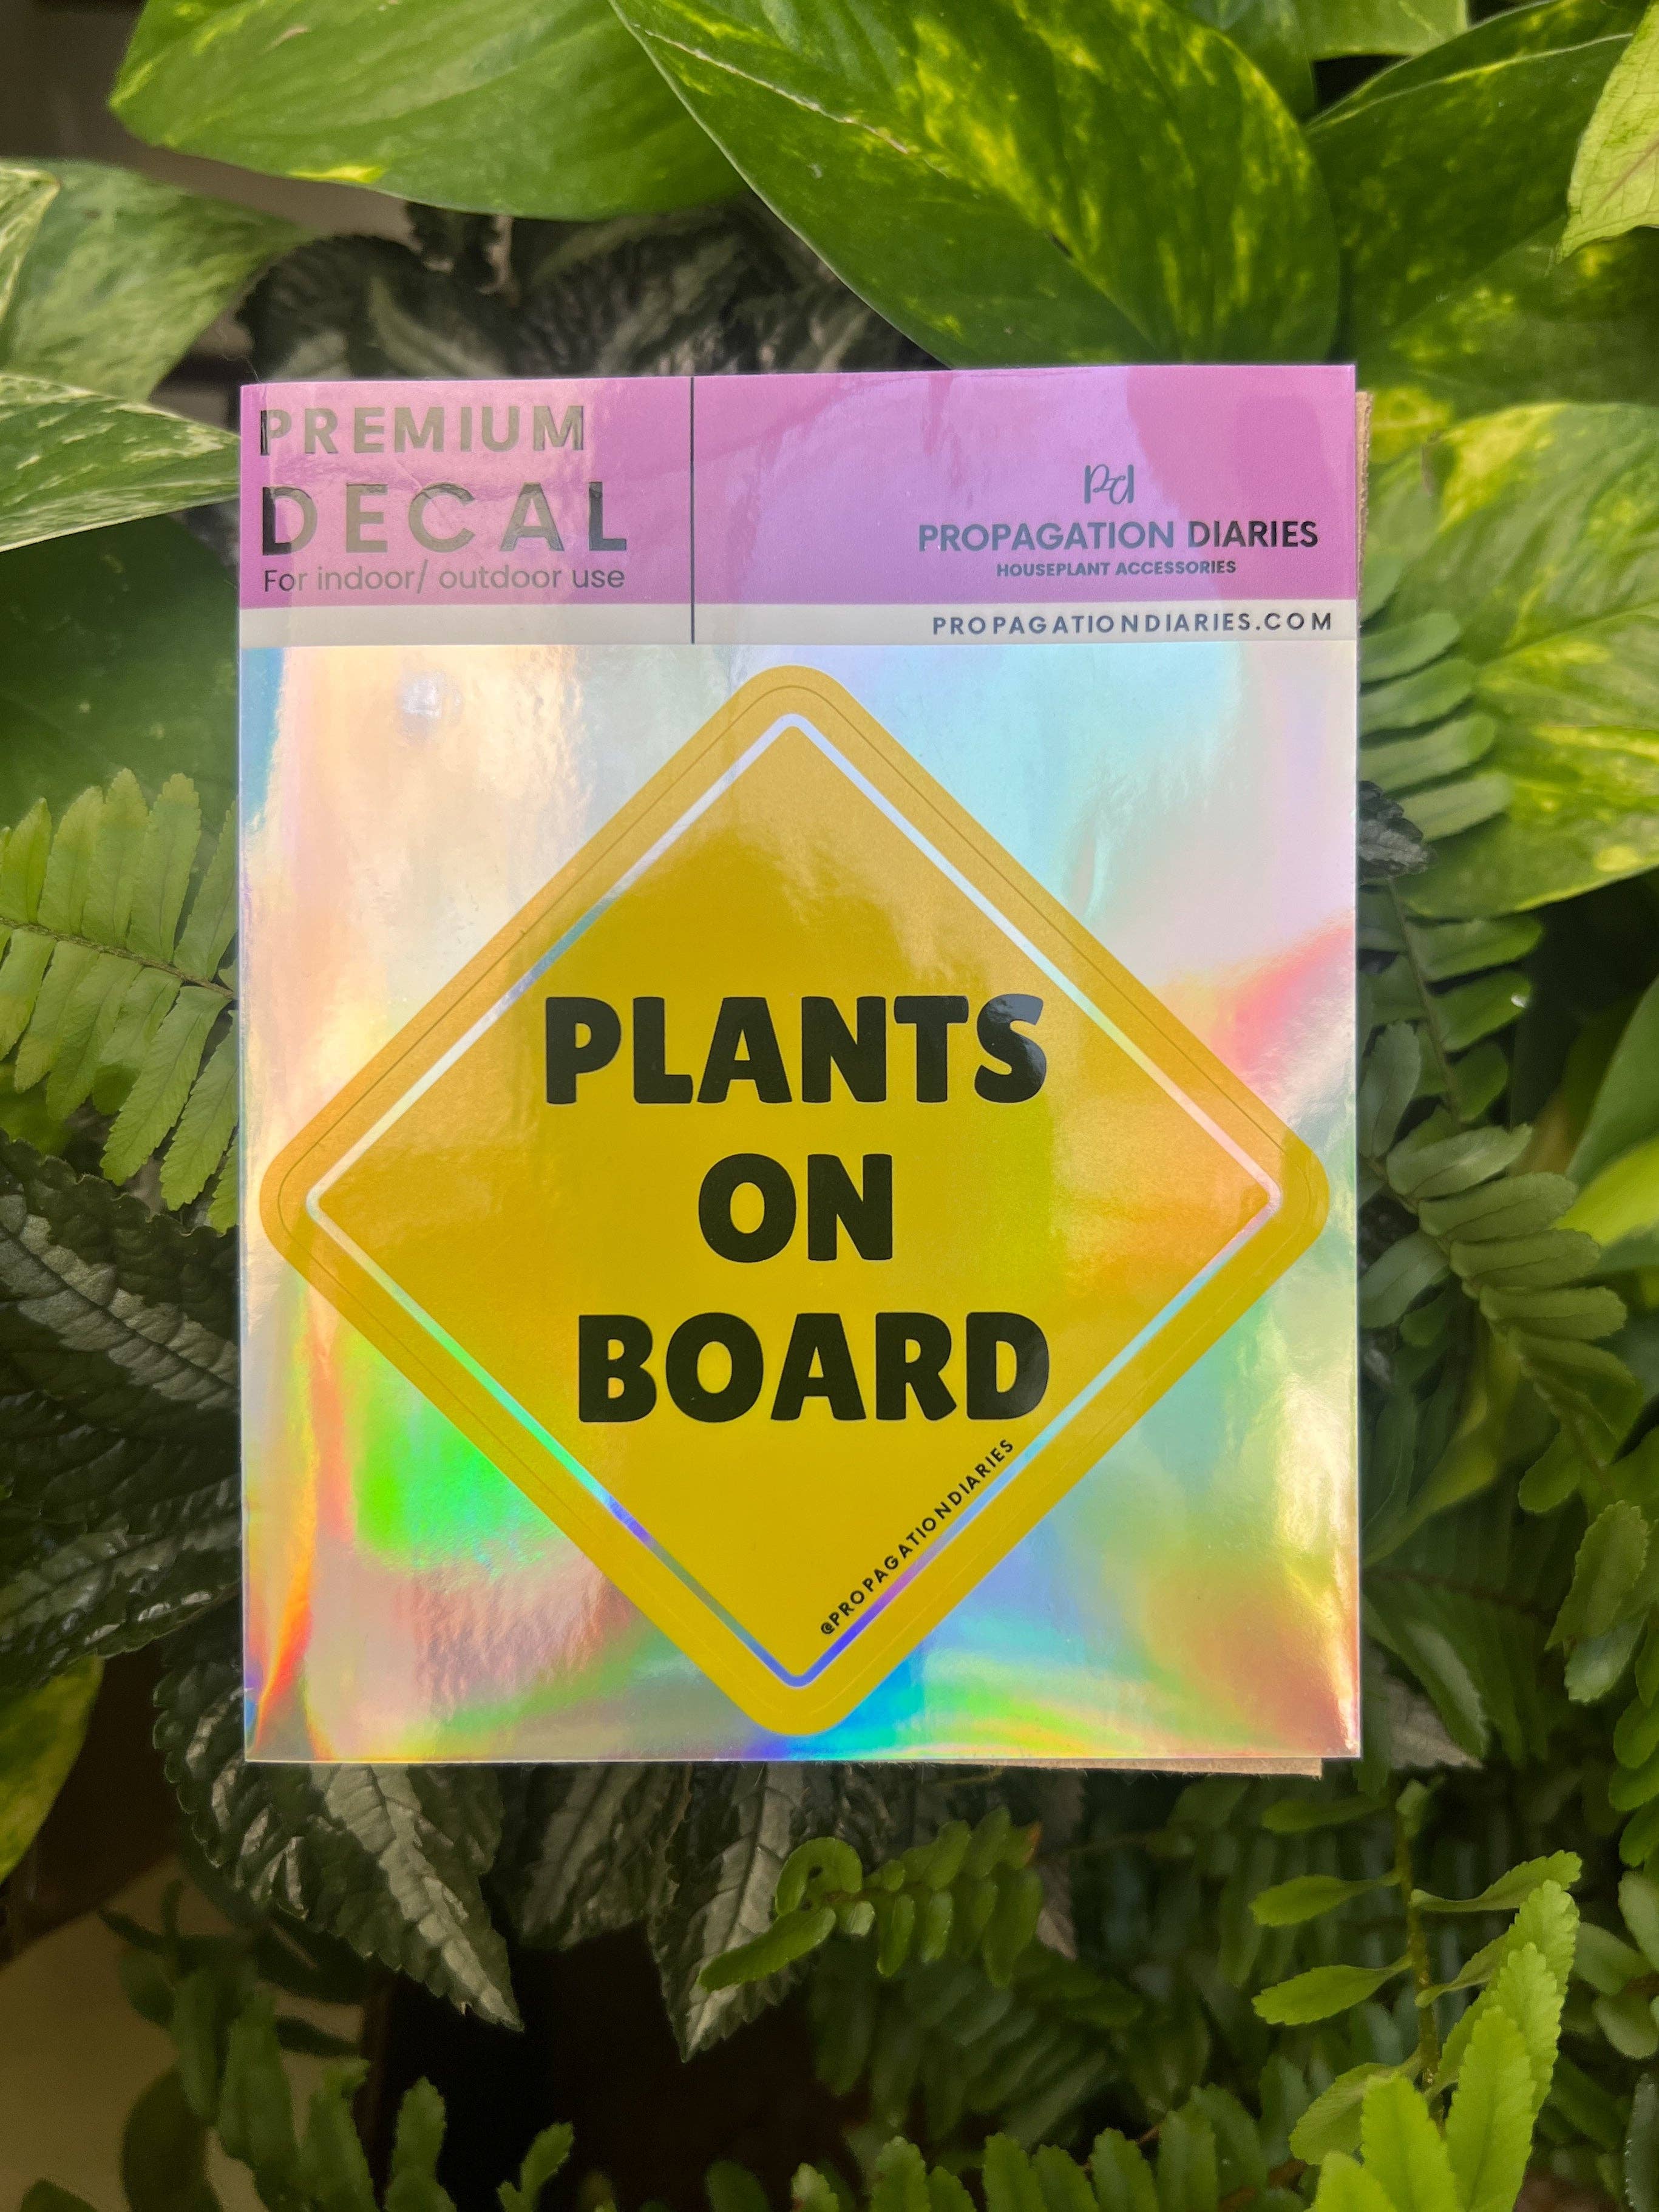 PREMIUM
DECAL
For indoor/ outdoor use
pd
PROPAGATION DIARIES
HOUSEPLANT ACCESSORIES
PROPAGATIONDIARIES.COM
PLANTS
ON
BOARD
@PROPAGATIONDIARIES